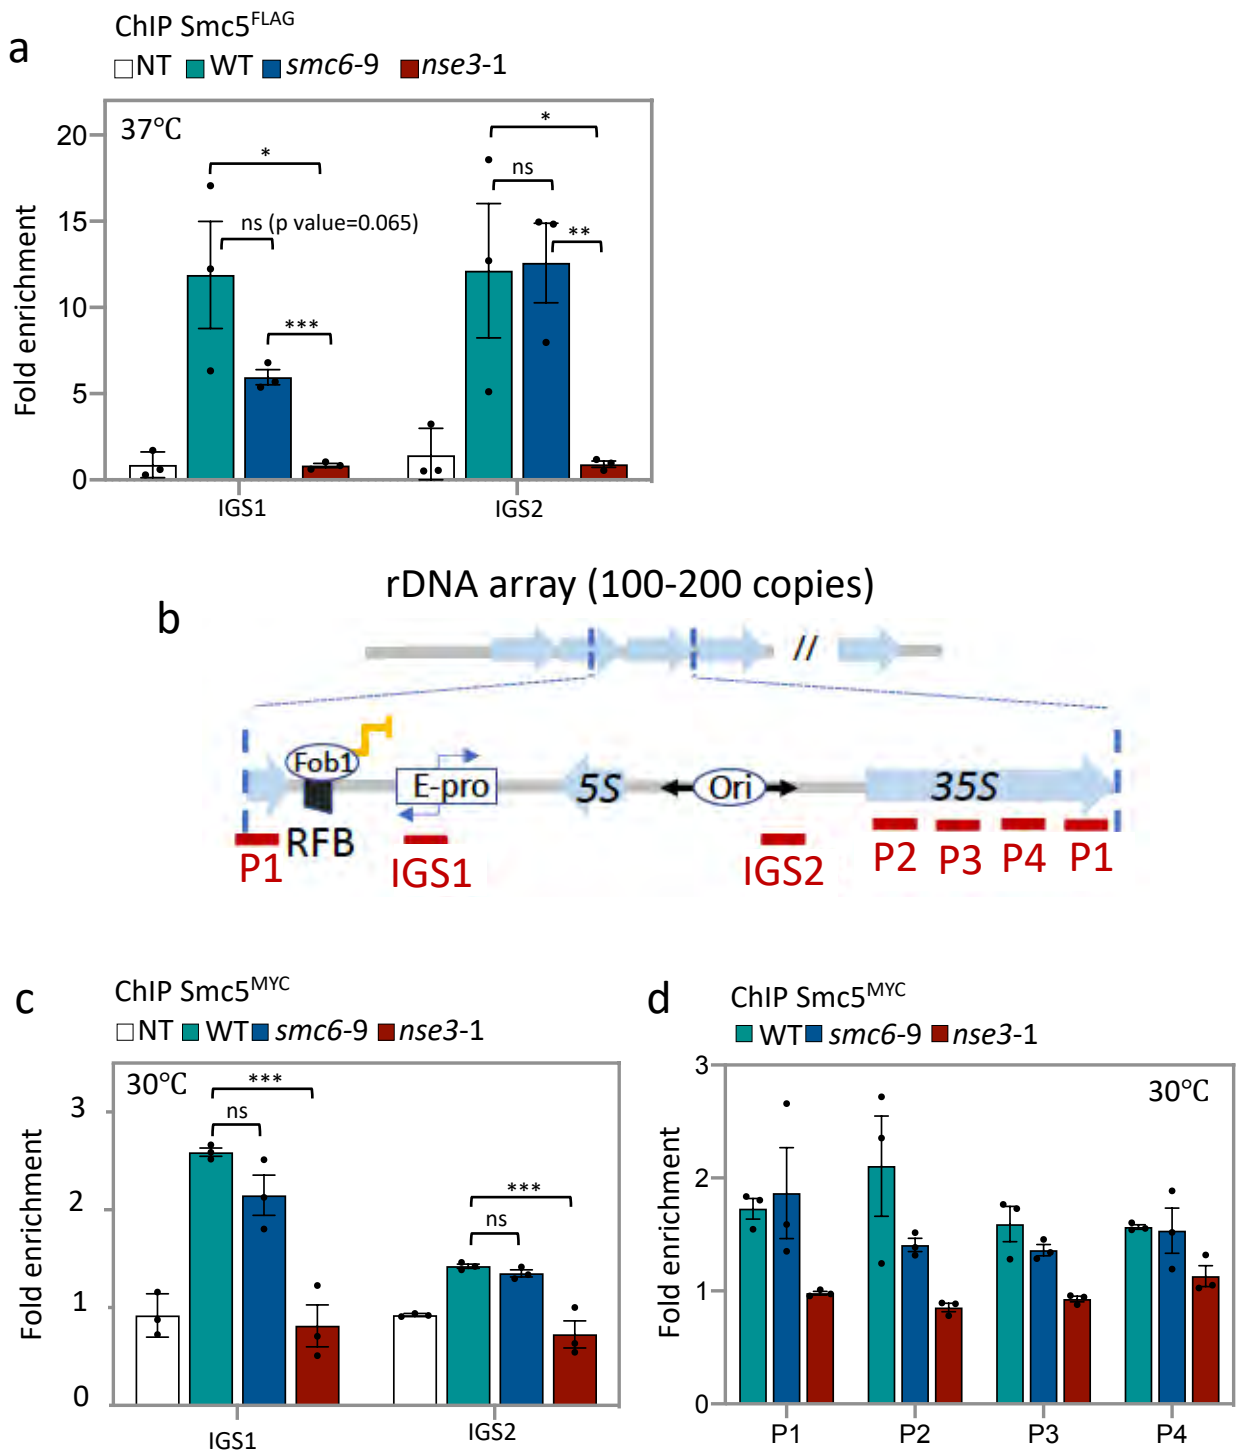 a
ChIP Smc5FLAG
NT WT smc6-9 nse3-1
37°C
Fold enrichment
20
15
10
5
0
*
ns (p value=0.065)
***
*
ns
**
IGS1 IGS2
rDNA array (100-200 copies)
b
//
Fob1
E-pro 5S Ori 35S
RFB
P1 IGS1 IGS2 P2 P3 P4 P1
c
ChIP Smc5MYC
NT WT smc6-9 nse3-1
30°C
Fold enrichment
3
2
1
0
***
ns
***
ns
IGS1 IGS2
d
ChIP Smc5MYC
WT smc6-9 nse3-1
30°C
Fold enrichment
3
2
1
0
P1 P2 P3 P4